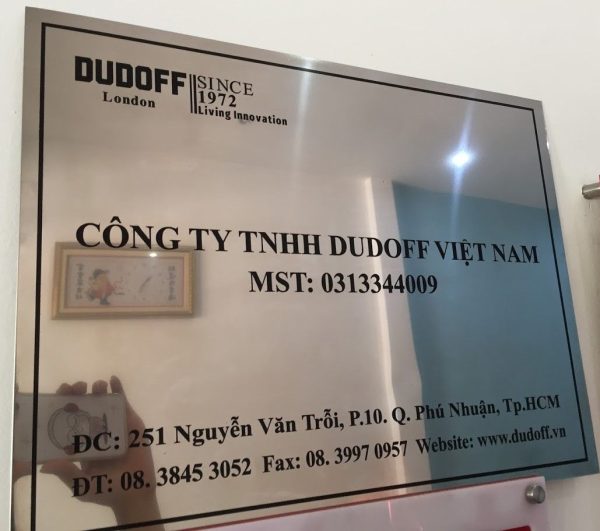 DUDOFF
London
SINCE
1972
Living Innovation
CÔNG TY TNHH DUDOFF VIỆT NAM
MST: 0313344009
ĐC: 251 Nguyễn Văn Trỗi, P.10. Q. Phú Nhuận, Tp.HCM
ĐT: 08. 3845 3052 Fax: 08. 3997 0957 Website: www.dudoff.vn